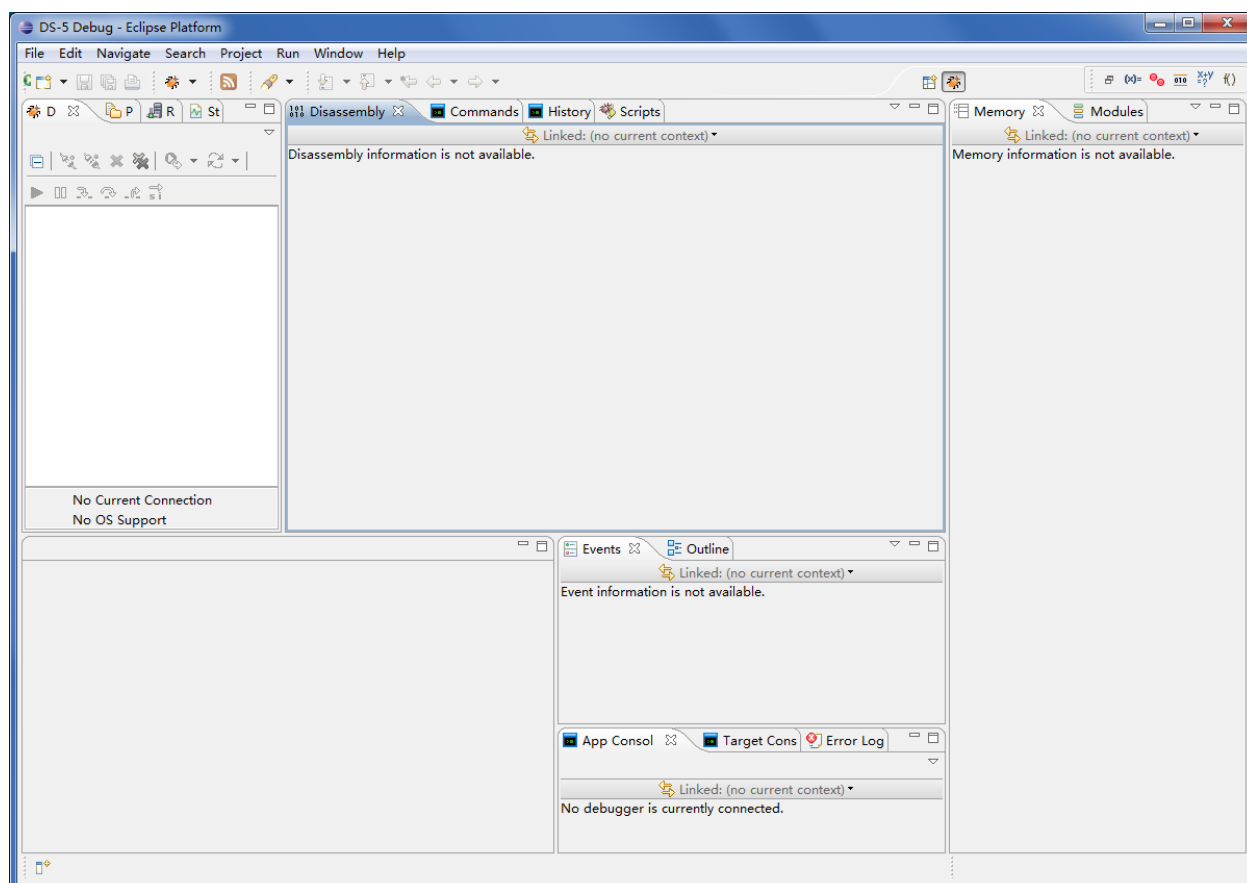 DS-5 Debug - Eclipse Platform
File Edit Navigate Search Project Run Window Help
D P R St
Disassembly Commands History Scripts
Memory Modules
Linked: (no current context)
Linked: (no current context)
Disassembly information is not available.
Memory information is not available.
No Current Connection
No OS Support
Events Outline
Linked: (no current context)
Event information is not available.
App Consol Target Cons Error Log
Linked: (no current context)
No debugger is currently connected.